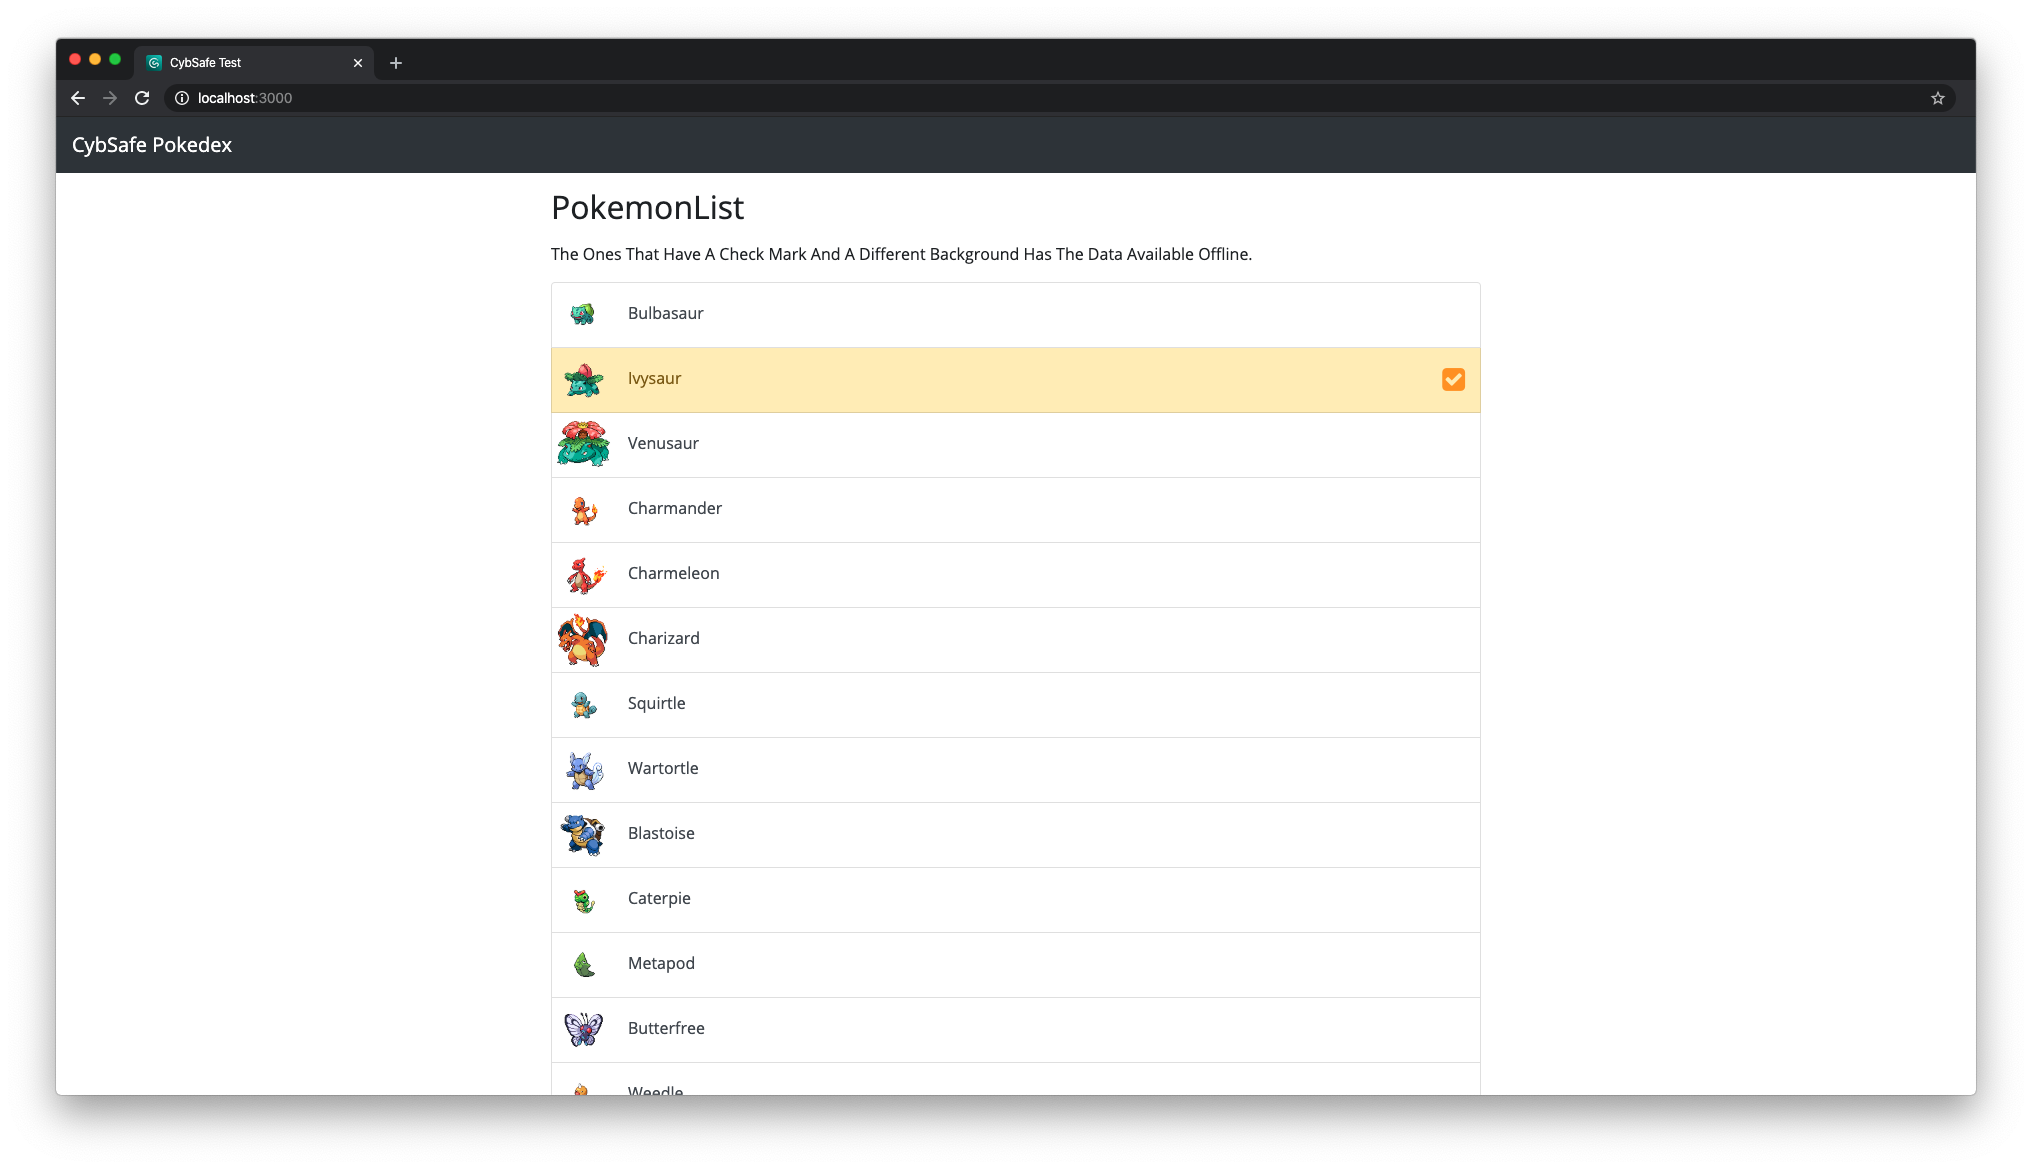 CybSafe Test
localhost:3000
CybSafe Pokedex
PokemonList
The Ones That Have A Check Mark And A Different Background Has The Data Available Offline.
Bulbasaur
Ivysaur
Venusaur
Charmander
Charmeleon
Charizard
Squirtle
Wartortle
Blastoise
Caterpie
Metapod
Butterfree
Weedle